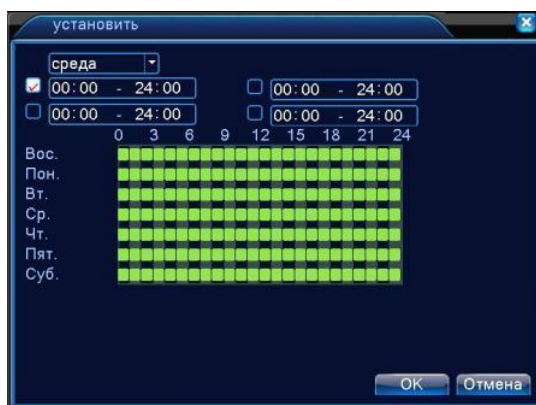 установить
среда
00:00 - 24:00 00:00 - 24:00
00:00 - 24:00 00:00 - 24:00
0 3 6 9 12 15 18 21 24
Вос.
Пон.
Вт.
Ср.
Чт.
Пят.
Суб.
OK Отмена